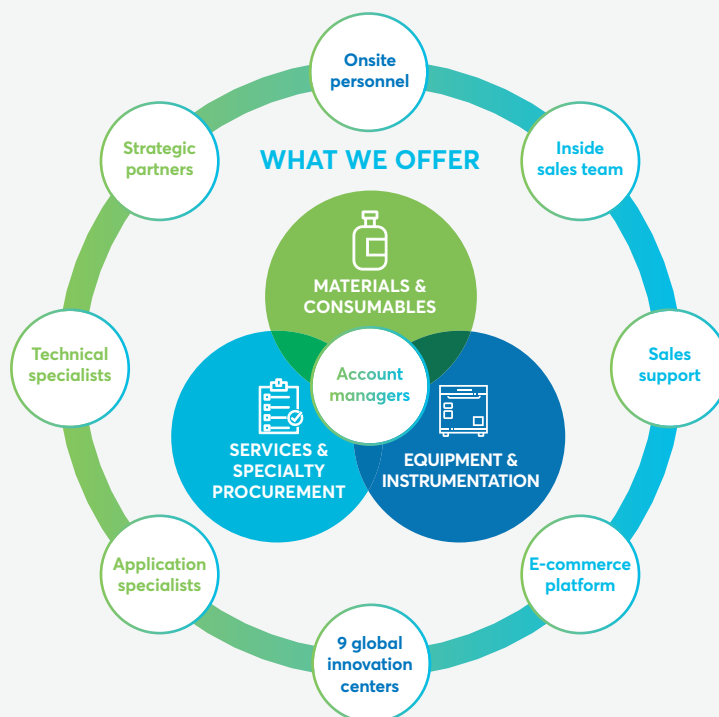 Onsite
personnel
Strategic
partners
Inside
sales team
WHAT WE OFFER
MATERIALS &
CONSUMABLES
Technical
specialists
Account
managers
Sales
support
SERVICES &
SPECIALTY
PROCUREMENT
EQUIPMENT &
INSTRUMENTATION
Application
specialists
E-commerce
platform
9 global
innovation
centers